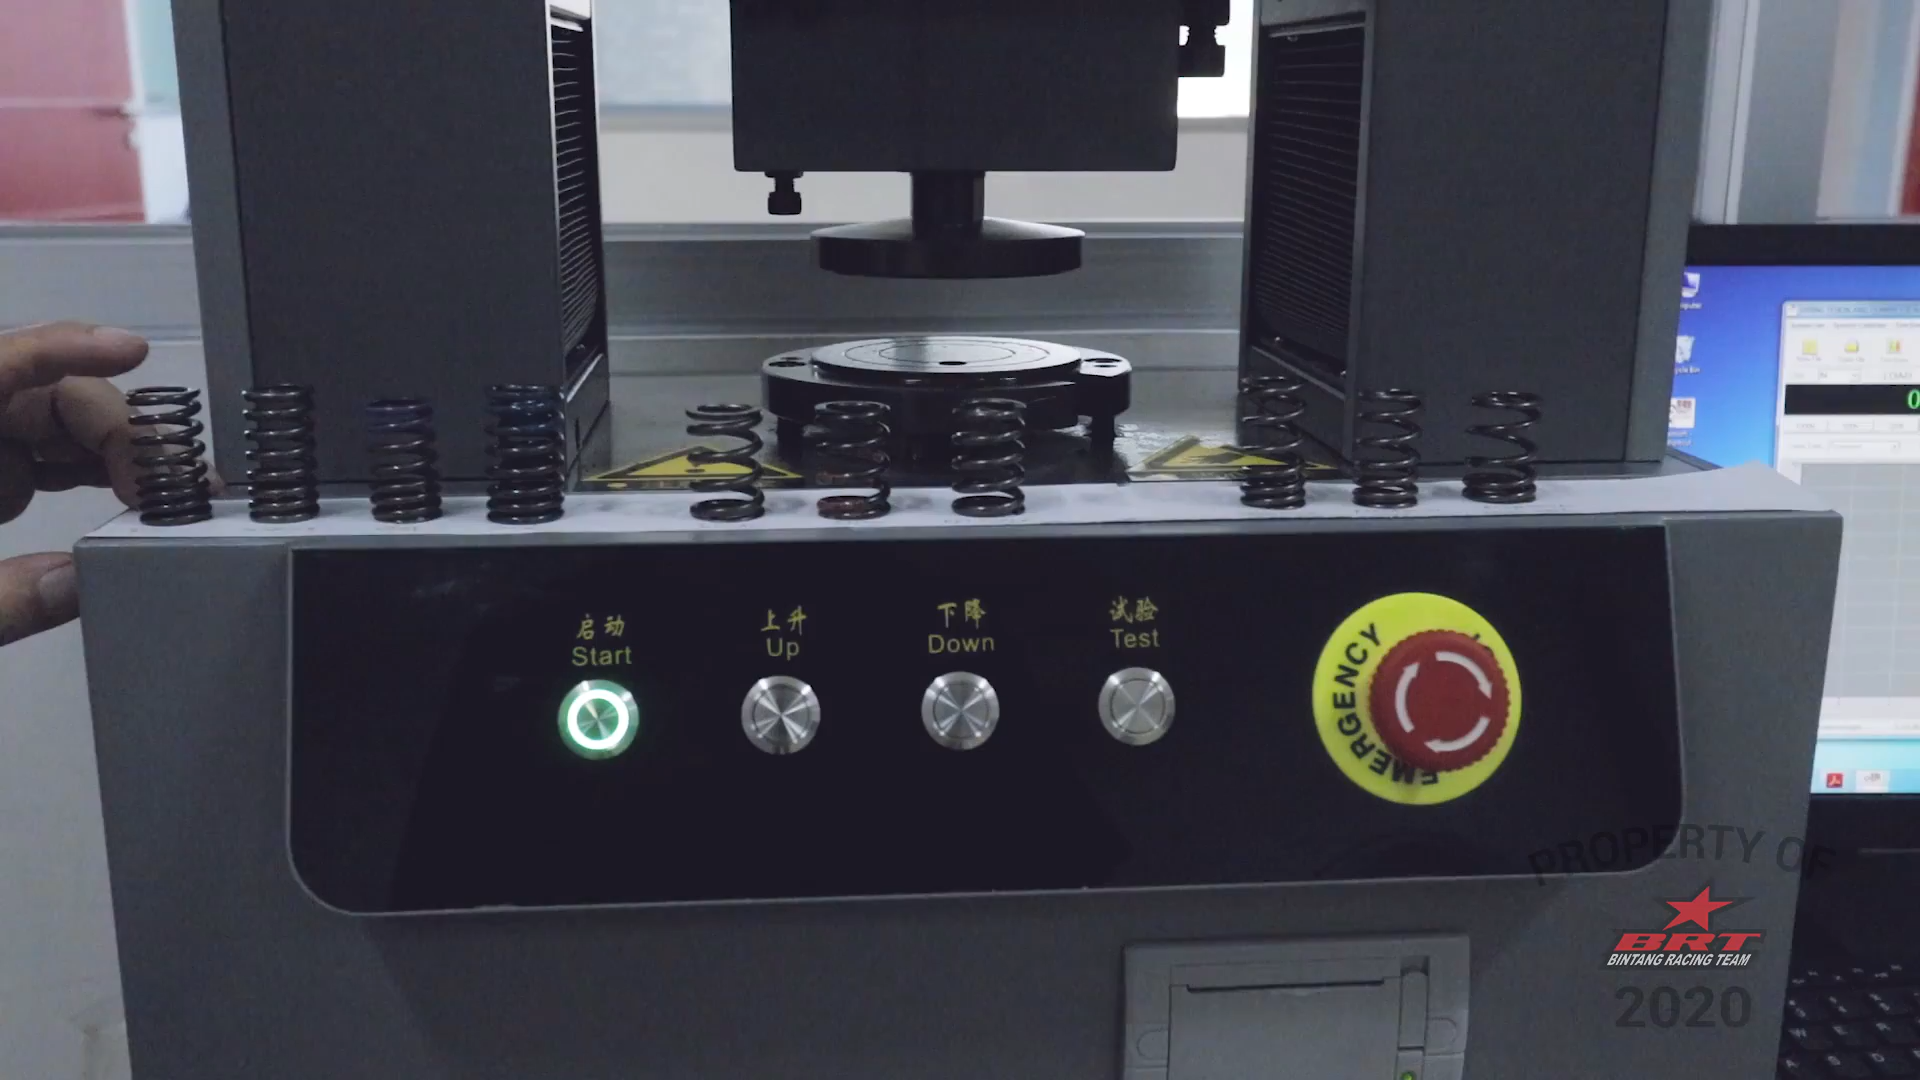 启动
Start
上升
Up
下降
Down
试验
Test
EMERGENCY
PROPERTY OF
BRT
BINTANG RACING TEAM
2020